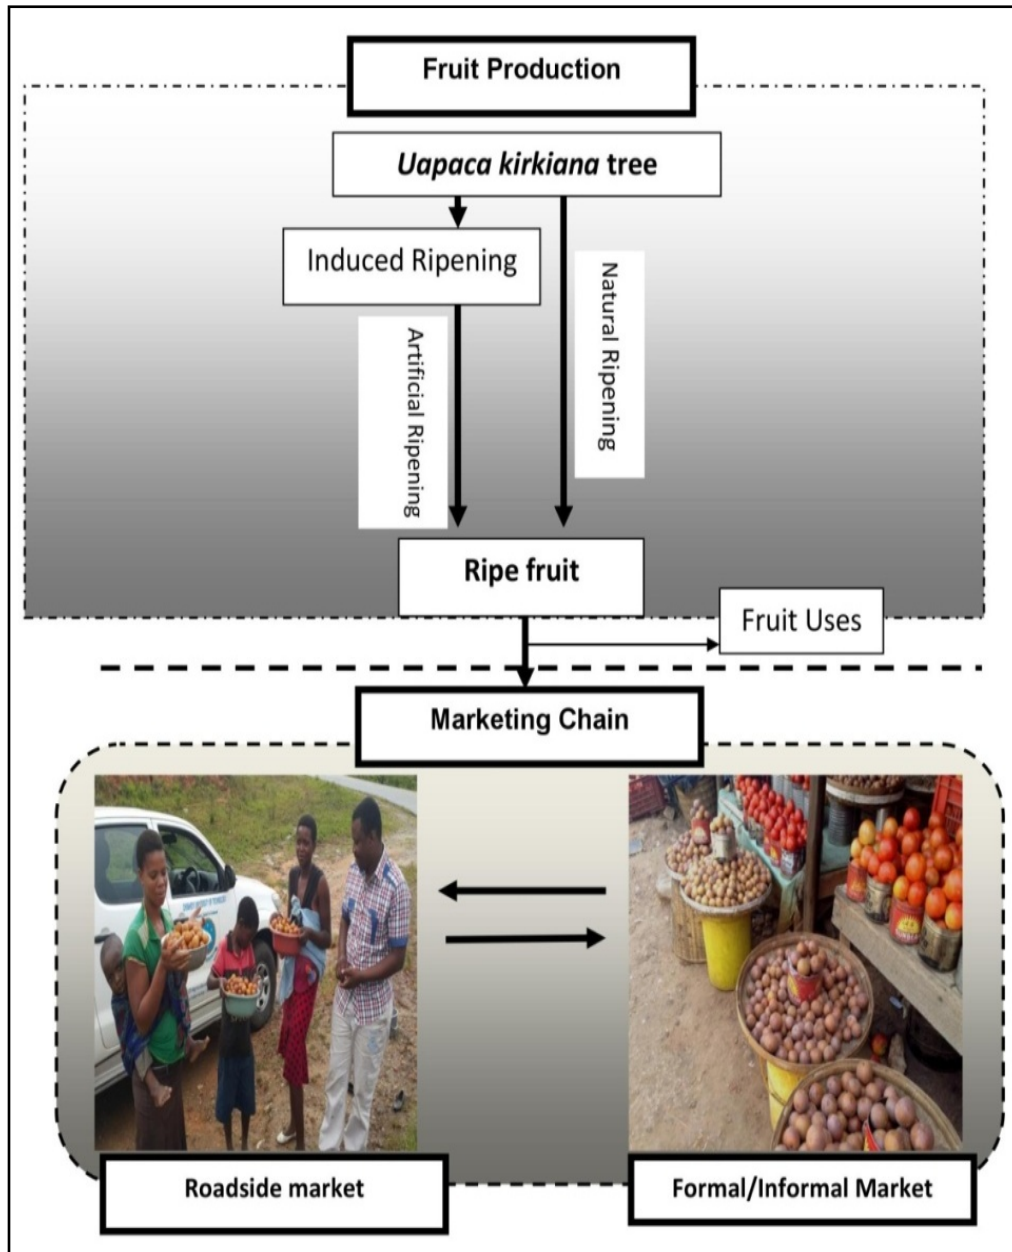 Fruit Production
Uapaca kirkiana tree
Induced Ripening
Artificial Ripening
Natural Ripening
Ripe fruit
Fruit Uses
Marketing Chain
Roadside market
Formal/Informal Market